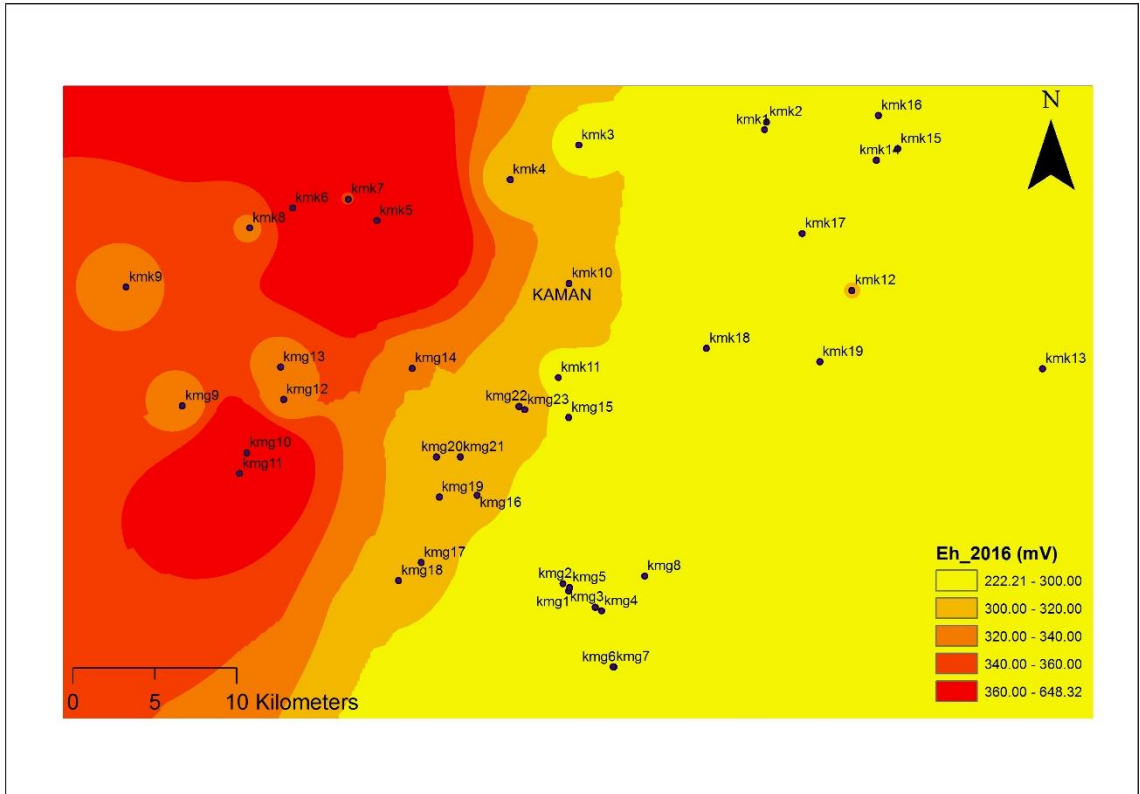 N
kmk16
kmk2
kmk1
kmk15
kmk14
kmk3
kmk4
kmk7
kmk6
kmk5
kmk8
kmk17
kmk9
kmk10
KAMAN
kmk12
kmk18
kmk19
kmk13
kmg13
kmg14
kmk11
kmg12
kmg9
kmg22
kmg23
kmg15
kmg10
kmg11
kmg20
kmg21
kmg19
kmg16
kmg17
kmg18
kmg2
kmg5
kmg8
kmg1
kmg3
kmg4
kmg6
kmg7
Eh_2016 (mV)
222.21 - 300.00
300.00 - 320.00
320.00 - 340.00
340.00 - 360.00
360.00 - 648.32
0 5 10 Kilometers